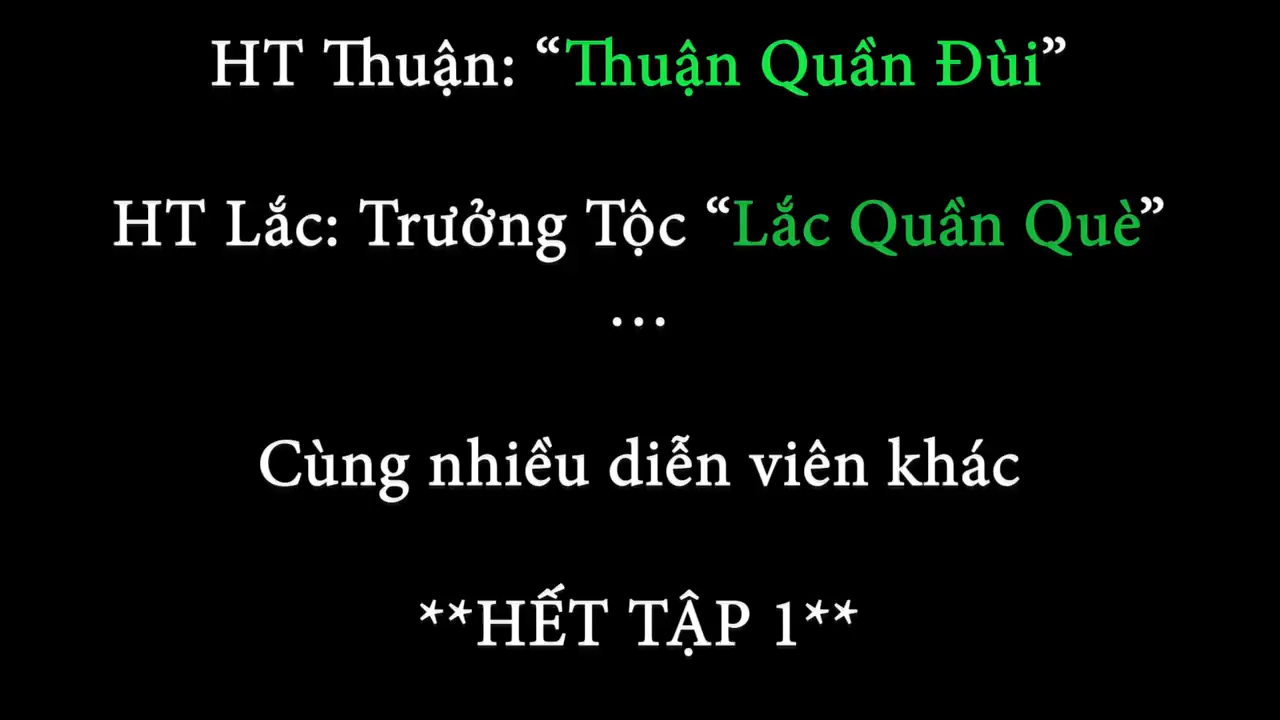 HT Thuận: “Thuận Quần Đùi”
HT Lắc: Trưởng Tộc “Lắc Quần Què”
...
Cùng nhiều diễn viên khác
**HẾT TẬP 1**